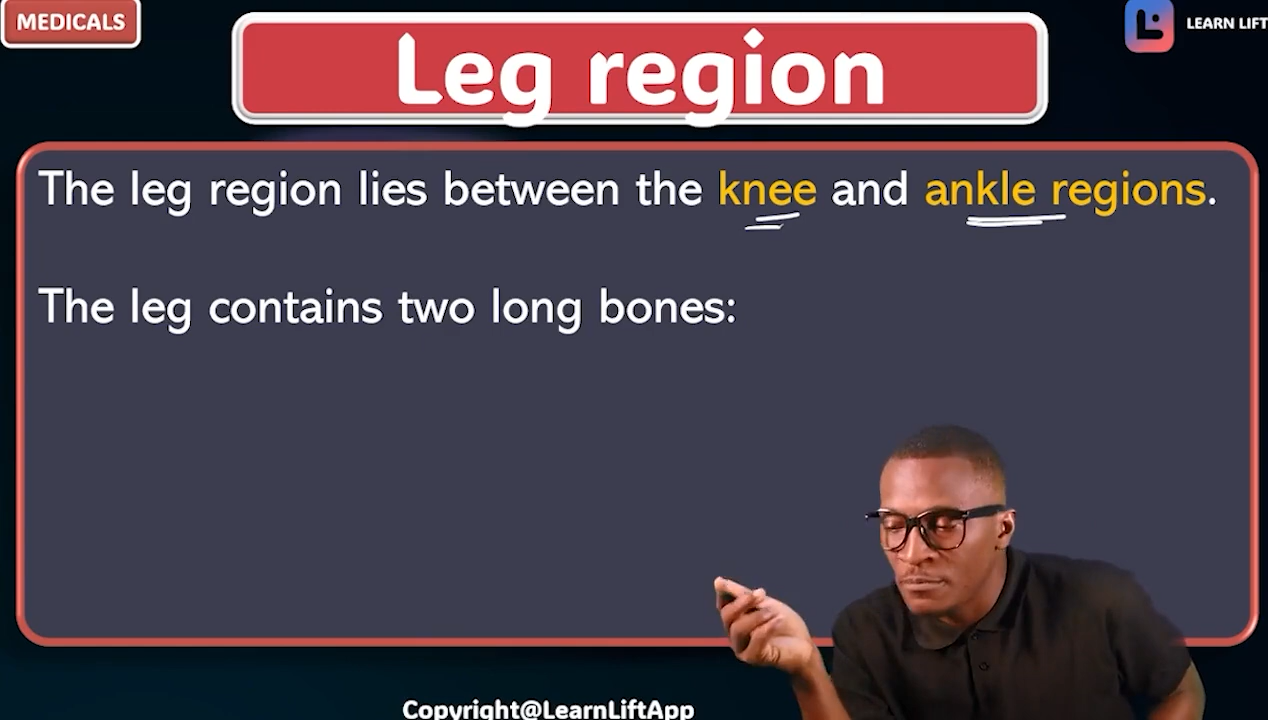 MEDICALS
LEARN LIFT
Leg region
The leg region lies between the knee and ankle regions.
The leg contains two long bones:
Copyright@LearnLiftApp